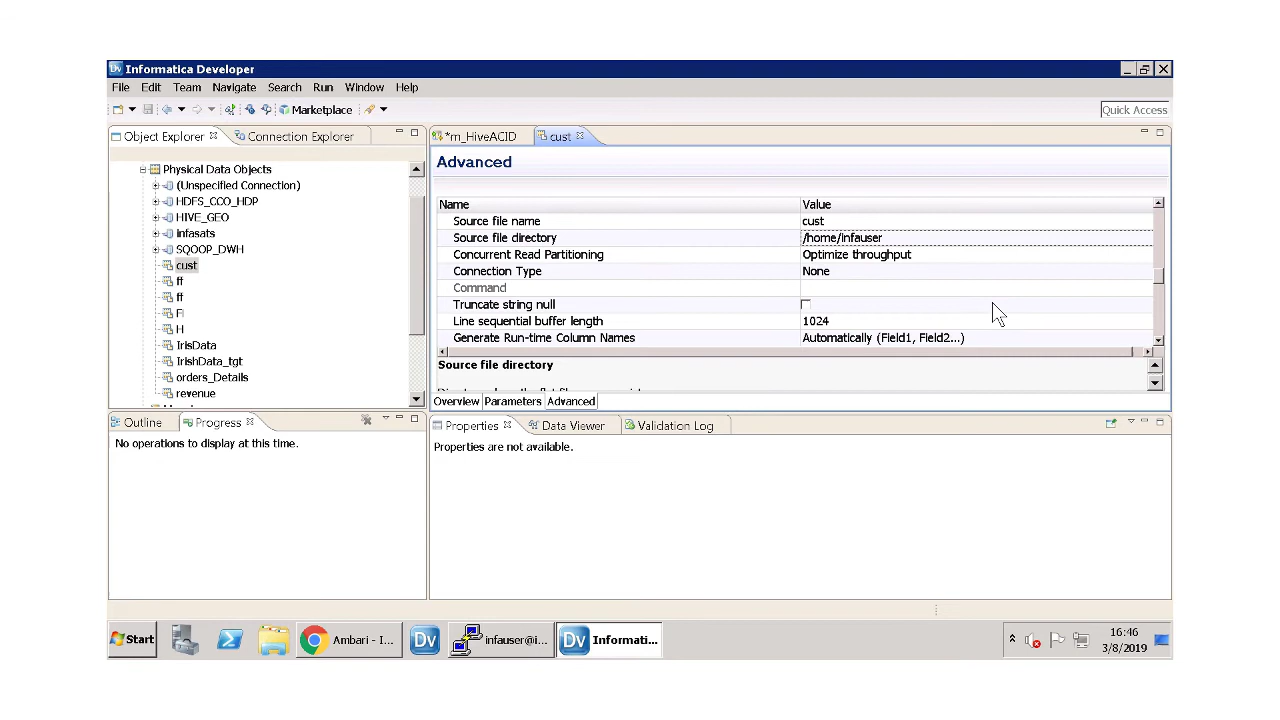 Informatica Developer
File Edit Team Navigate Search Run Window Help
Marketplace
Quick Access
Object Explorer Connection Explorer
*m_HiveACID cust
Physical Data Objects
(Unspecified Connection)
HDFS_CCO_HDP
HIVE_GEO
infasats
SQOOP_DWH
cust
ff
ff
Fl
H
IrisData
IrishData_tgt
orders_Details
revenue
Advanced
Name Value
Source file name cust
Source file directory /home/infauser
Concurrent Read Partitioning Optimize throughput
Connection Type None
Command
Truncate string null
Line sequential buffer length 1024
Generate Run-time Column Names Automatically (Field1, Field2...)
Source file directory
Overview Parameters Advanced
Outline Progress
No operations to display at this time.
Properties Data Viewer Validation Log
Properties are not available.
Start
Ambari - I...
Dv
infauser@i...
Dv Informati...
16:46
3/8/2019